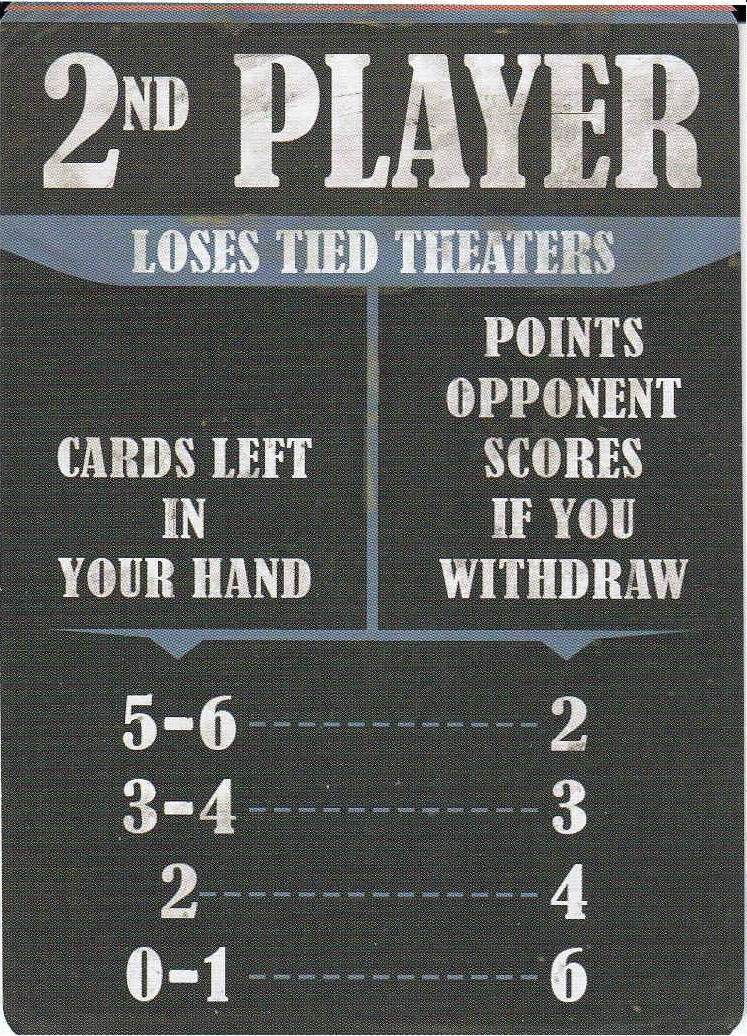 2ND PLAYER
LOSES TIED THEATERS
CARDS LEFT
IN
YOUR HAND
POINTS
OPPONENT
SCORES
IF YOU
WITHDRAW
5-6 2
3-4 3
2 4
0-1 6